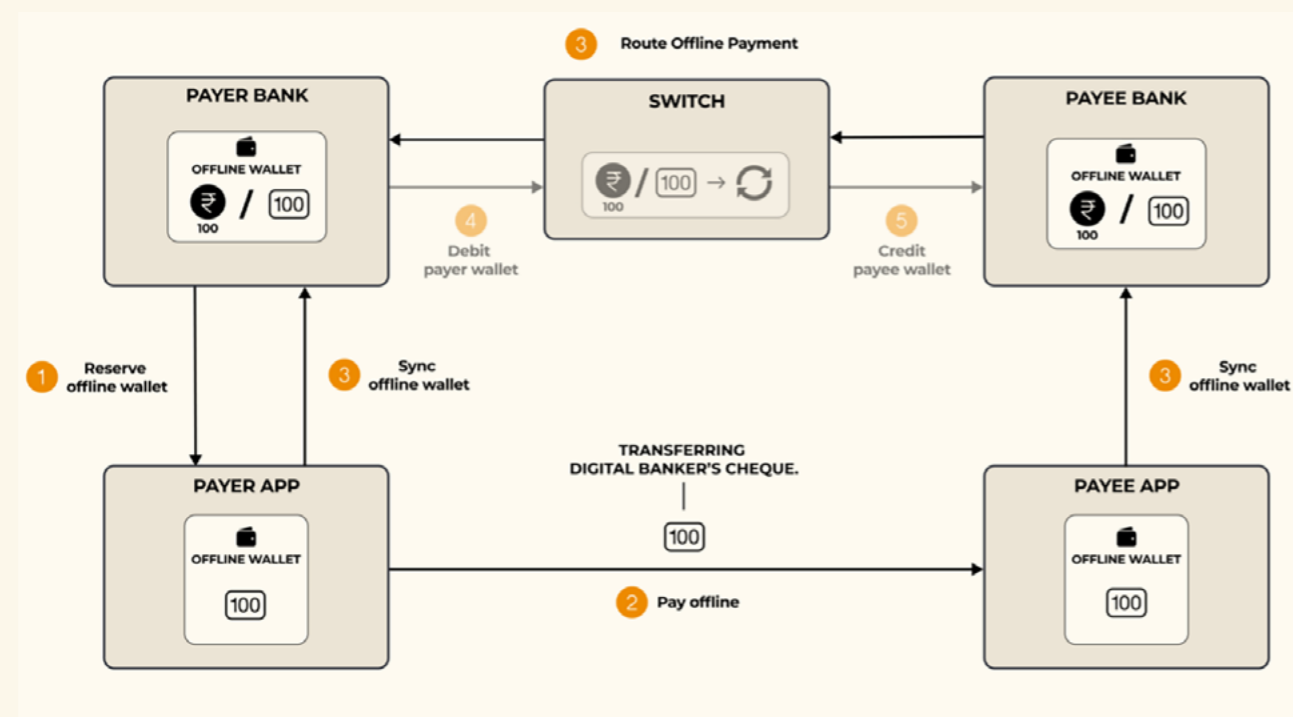 3 Route Offline Payment
PAYER BANK
OFFLINE WALLET
₹ / 100
100
SWITCH
₹ / 100 →
100
PAYEE BANK
OFFLINE WALLET
₹ / 100
100
4
Debit
payer wallet
5
Credit
payee wallet
1
Reserve
offline wallet
3
Sync
offline wallet
3
Sync
offline wallet
TRANSFERRING
DIGITAL BANKER'S CHEQUE.
100
PAYER APP
OFFLINE WALLET
100
2 Pay offline
PAYEE APP
OFFLINE WALLET
100